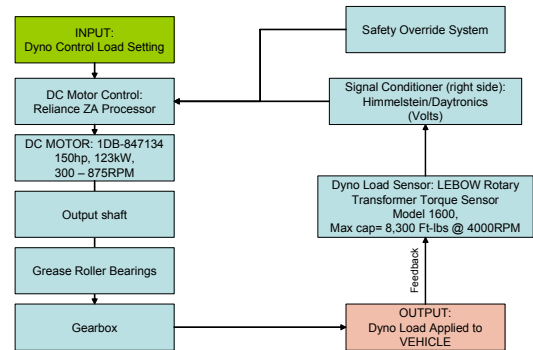 INPUT:
Dyno Control Load Setting
Safety Override System
DC Motor Control:
Reliance ZA Processor
Signal Conditioner (right side):
Himmelstein/Daytronics
(Volts)
DC MOTOR: 1DB-847134
150hp, 123kW,
300 – 875RPM
Output shaft
Dyno Load Sensor: LEBOW Rotary
Transformer Torque Sensor
Model 1600,
Max cap= 8,300 Ft-lbs @ 4000RPM
Grease Roller Bearings
Feedback
Gearbox
OUTPUT:
Dyno Load Applied to
VEHICLE